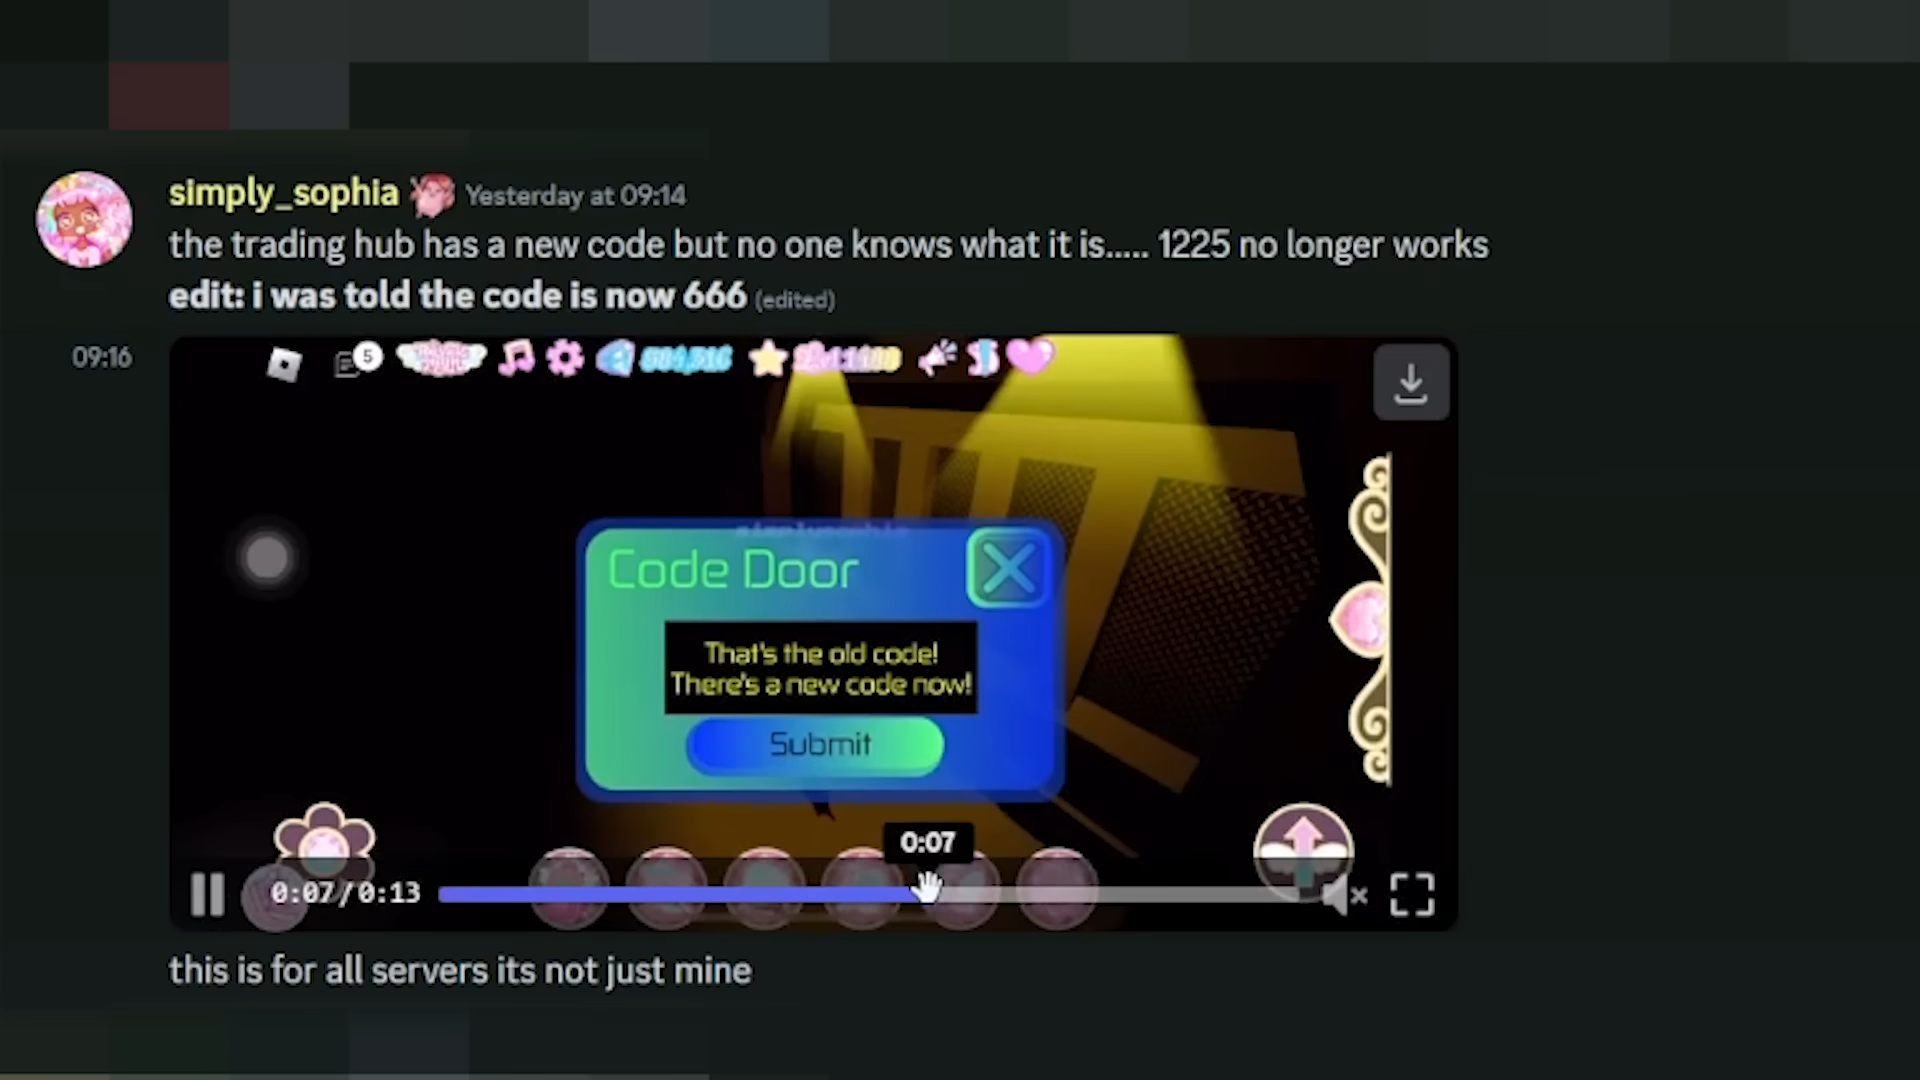 simply_sophia Yesterday at 09:14
the trading hub has a new code but no one knows what it is..... 1225 no longer works
edit: i was told the code is now 666 (edited)
09:16
5
Code Door
That's the old code!
There's a new code now!
Submit
0:07
0:07/0:13
this is for all servers its not just mine